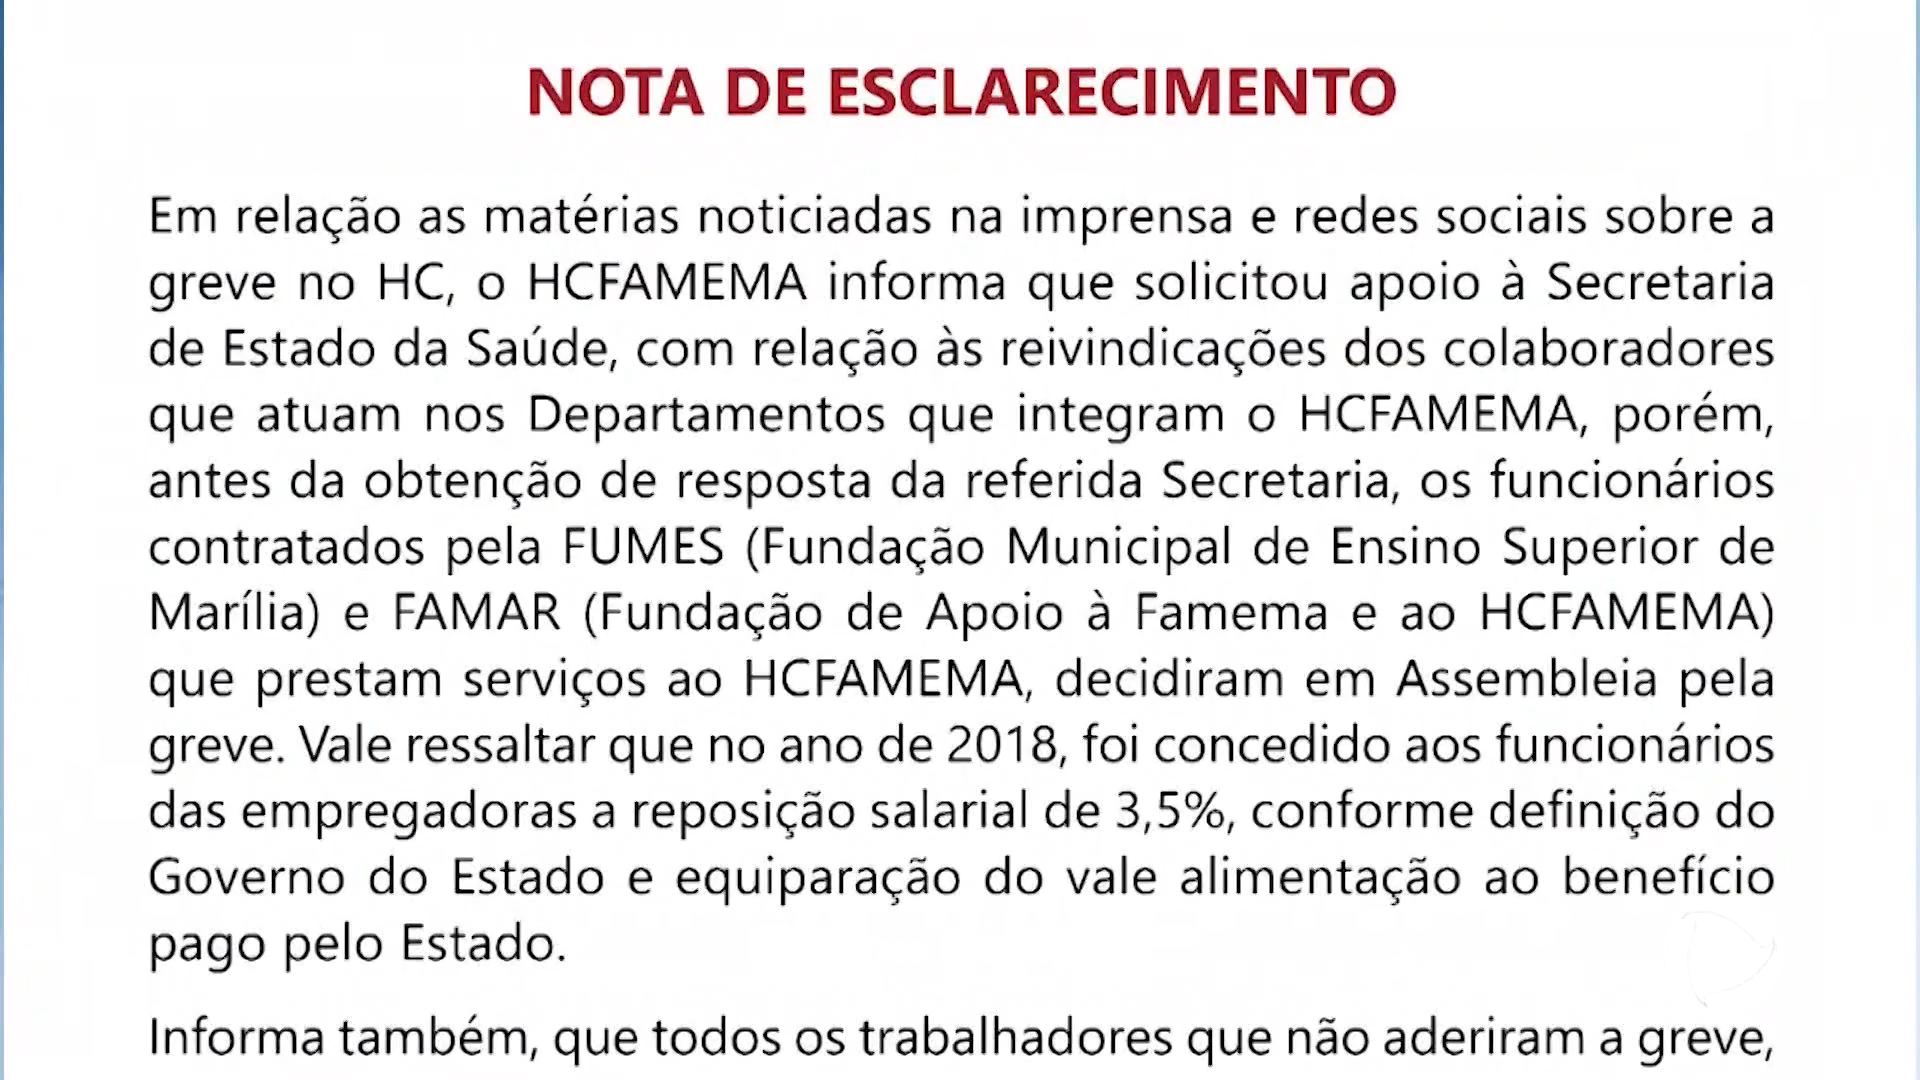 NOTA DE ESCLARECIMENTO
Em relação as matérias noticiadas na imprensa e redes sociais sobre a
greve no HC, o HCFAMEMA informa que solicitou apoio à Secretaria
de Estado da Saúde, com relação às reivindicações dos colaboradores
que atuam nos Departamentos que integram o HCFAMEMA, porém,
antes da obtenção de resposta da referida Secretaria, os funcionários
contratados pela FUMES (Fundação Municipal de Ensino Superior de
Marília) e FAMAR (Fundação de Apoio à Famema e ao HCFAMEMA)
que prestam serviços ao HCFAMEMA, decidiram em Assembleia pela
greve. Vale ressaltar que no ano de 2018, foi concedido aos funcionários
das empregadoras a reposição salarial de 3,5%, conforme definição do
Governo do Estado e equiparação do vale alimentação ao benefício
pago pelo Estado.
Informa também, que todos os trabalhadores que não aderiram a greve,